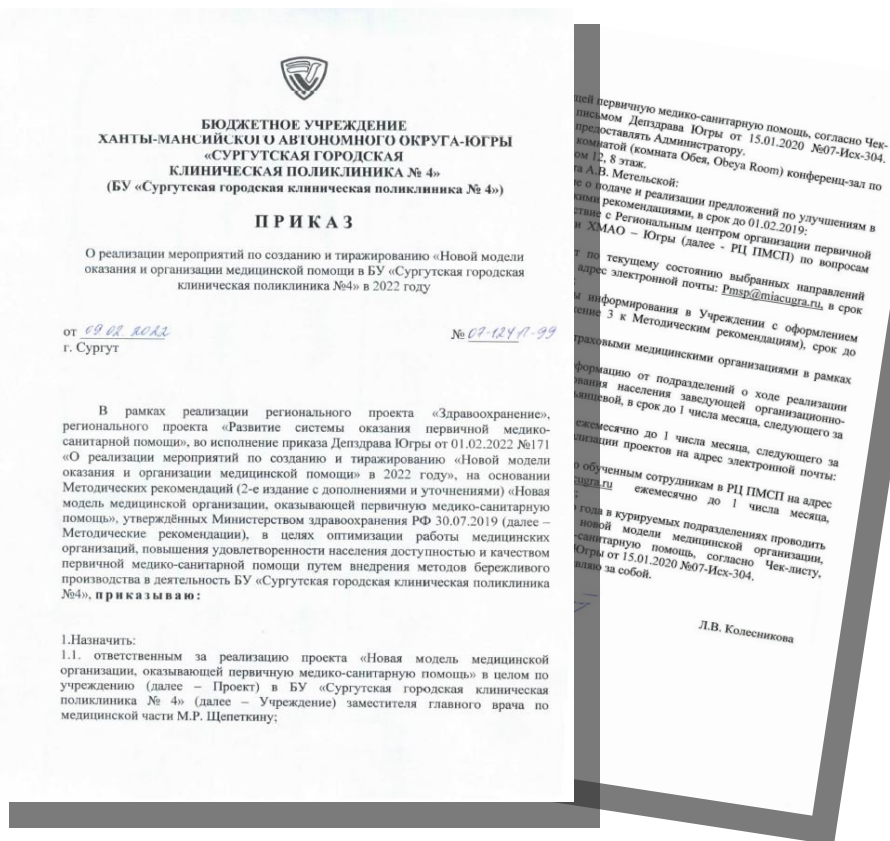 БЮДЖЕТНОЕ УЧРЕЖДЕНИЕ
ХАНТЫ-МАНСИЙСКОГО АВТОНОМНОГО ОКРУГА-ЮГРЫ
«СУРГУТСКАЯ ГОРОДСКАЯ
КЛИНИЧЕСКАЯ ПОЛИКЛИНИКА № 4»
(БУ «Сургутская городская клиническая поликлиника № 4»)
ПРИКАЗ
О реализации мероприятий по созданию и тиражированию «Новой модели
оказания и организации медицинской помощи в БУ «Сургутская городская
клиническая поликлиника №4» в 2022 году
от 09 02 2022 № 07-124П-99
г. Сургут
В рамках реализации регионального проекта «Здравоохранение»,
регионального проекта «Развитие системы оказания первичной медико-
санитарной помощи», во исполнение приказа Депздрава Югры от 01.02.2022 №171
«О реализации мероприятий по созданию и тиражированию «Новой модели
оказания и организации медицинской помощи» в 2022 году», на основании
Методических рекомендаций (2-е издание с дополнениями и уточнениями) «Новая
модель медицинской организации, оказывающей первичную медико-санитарную
помощь», утверждённых Министерством здравоохранения РФ 30.07.2019 (далее –
Методические рекомендации), в целях оптимизации работы медицинских
организаций, повышения удовлетворенности населения доступностью и качеством
первичной медико-санитарной помощи путем внедрения методов бережливого
производства в деятельность БУ «Сургутская городская клиническая поликлиника
№4», приказываю:
1.Назначить:
1.1. ответственным за реализацию проекта «Новая модель медицинской
организации, оказывающей первичную медико-санитарную помощь» в целом по
учреждению (далее – Проект) в БУ «Сургутская городская клиническая
поликлиника № 4» (далее – Учреждение) заместителя главного врача по
медицинской части М.Р. Щепеткину;
первичную медико-санитарную помощь, согласно Чек-
письмом Депздрава Югры от 15.01.2020 №07-Исх-304.
предоставлять Администратору.
комнатой (комната Обея, Obeya Room) конференц-зал по
12, 8 этаж.
А.В. Метельской:
о подаче и реализации предложений по улучшениям в
рекомендациями, в срок до 01.02.2019:
с Региональным центром организации первичной
ХМАО – Югры (далее - РЦ ПМСП) по вопросам
по текущему состоянию выбранных направлений
адрес электронной почты: Pmsp@miacugra.ru, в срок
информирования в Учреждении с оформлением
3 к Методическим рекомендациям), срок до
медицинскими организациями в рамках
от подразделений о ходе реализации
населения заведующей организационно-
в срок до 1 числа месяца, следующего за
ежемесячно до 1 числа месяца, следующего за
проектов на адрес электронной почты:
обученным сотрудникам в РЦ ПМСП на адрес
ежемесячно до 1 числа месяца,
года в курируемых подразделениях проводить
новой модели медицинской организации,
помощь, согласно Чек-листу,
от 15.01.2020 №07-Исх-304.
за собой.
Л.В. Колесникова